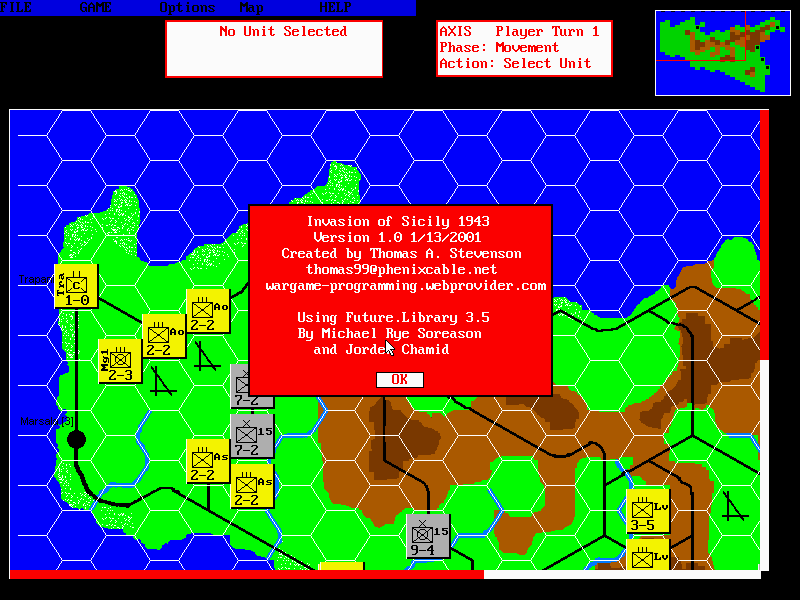 FILE GAME Options Map HELP
No Unit Selected
AXIS Player Turn 1
Phase: Movement
Action: Select Unit
Invasion of Sicily 1943
Version 1.0 1/13/2001
Created by Thomas A. Stevenson
thomas99@phenixcable.net
wargame-programming.webprovider.com
Using Future.Library 3.5
By Michael Rye Soreason
and Jorden Chamid
OK
Tra
C
1-0
Ao
2-2
Ao
2-2
Mg1
2-3
7-2
15
7-2
As
2-2
As
2-2
15
9-4
Lv
3-5
Lv